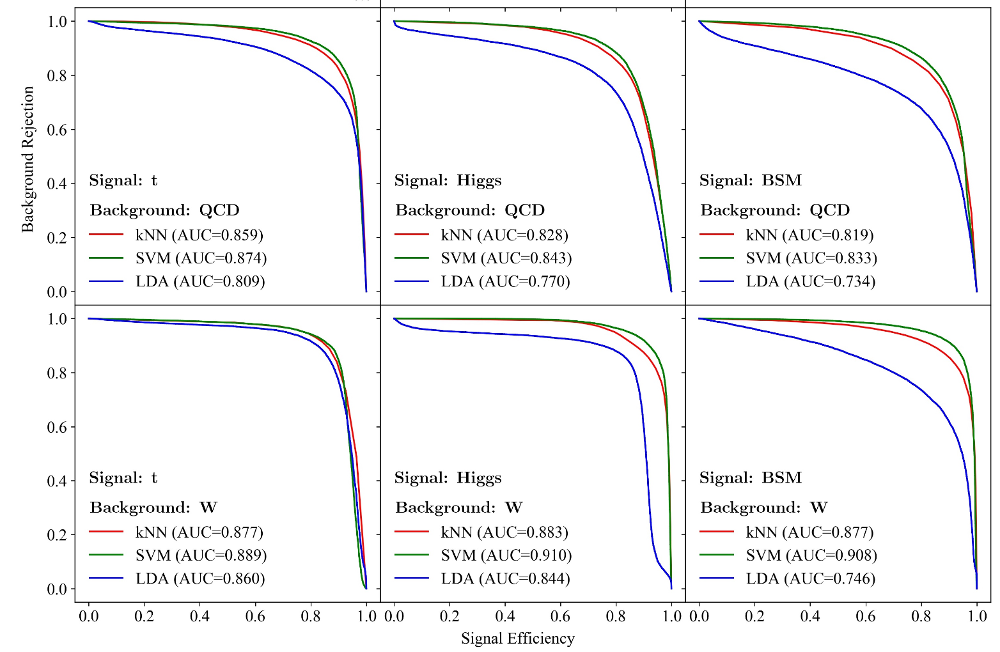 Background Rejection
1.0
0.8
0.6
0.4
0.2
0.0
Signal: t
Background: QCD
kNN (AUC=0.859)
SVM (AUC=0.874)
LDA (AUC=0.809)
Signal: Higgs
Background: QCD
kNN (AUC=0.828)
SVM (AUC=0.843)
LDA (AUC=0.770)
Signal: BSM
Background: QCD
kNN (AUC=0.819)
SVM (AUC=0.833)
LDA (AUC=0.734)
1.0
0.8
0.6
0.4
0.2
0.0
Signal: t
Background: W
kNN (AUC=0.877)
SVM (AUC=0.889)
LDA (AUC=0.860)
Signal: Higgs
Background: W
kNN (AUC=0.883)
SVM (AUC=0.910)
LDA (AUC=0.844)
Signal: BSM
Background: W
kNN (AUC=0.877)
SVM (AUC=0.908)
LDA (AUC=0.746)
0.0 0.2 0.4 0.6 0.8 1.0 0.0 0.2 0.4 0.6 0.8 1.0 0.0 0.2 0.4 0.6 0.8 1.0
Signal Efficiency